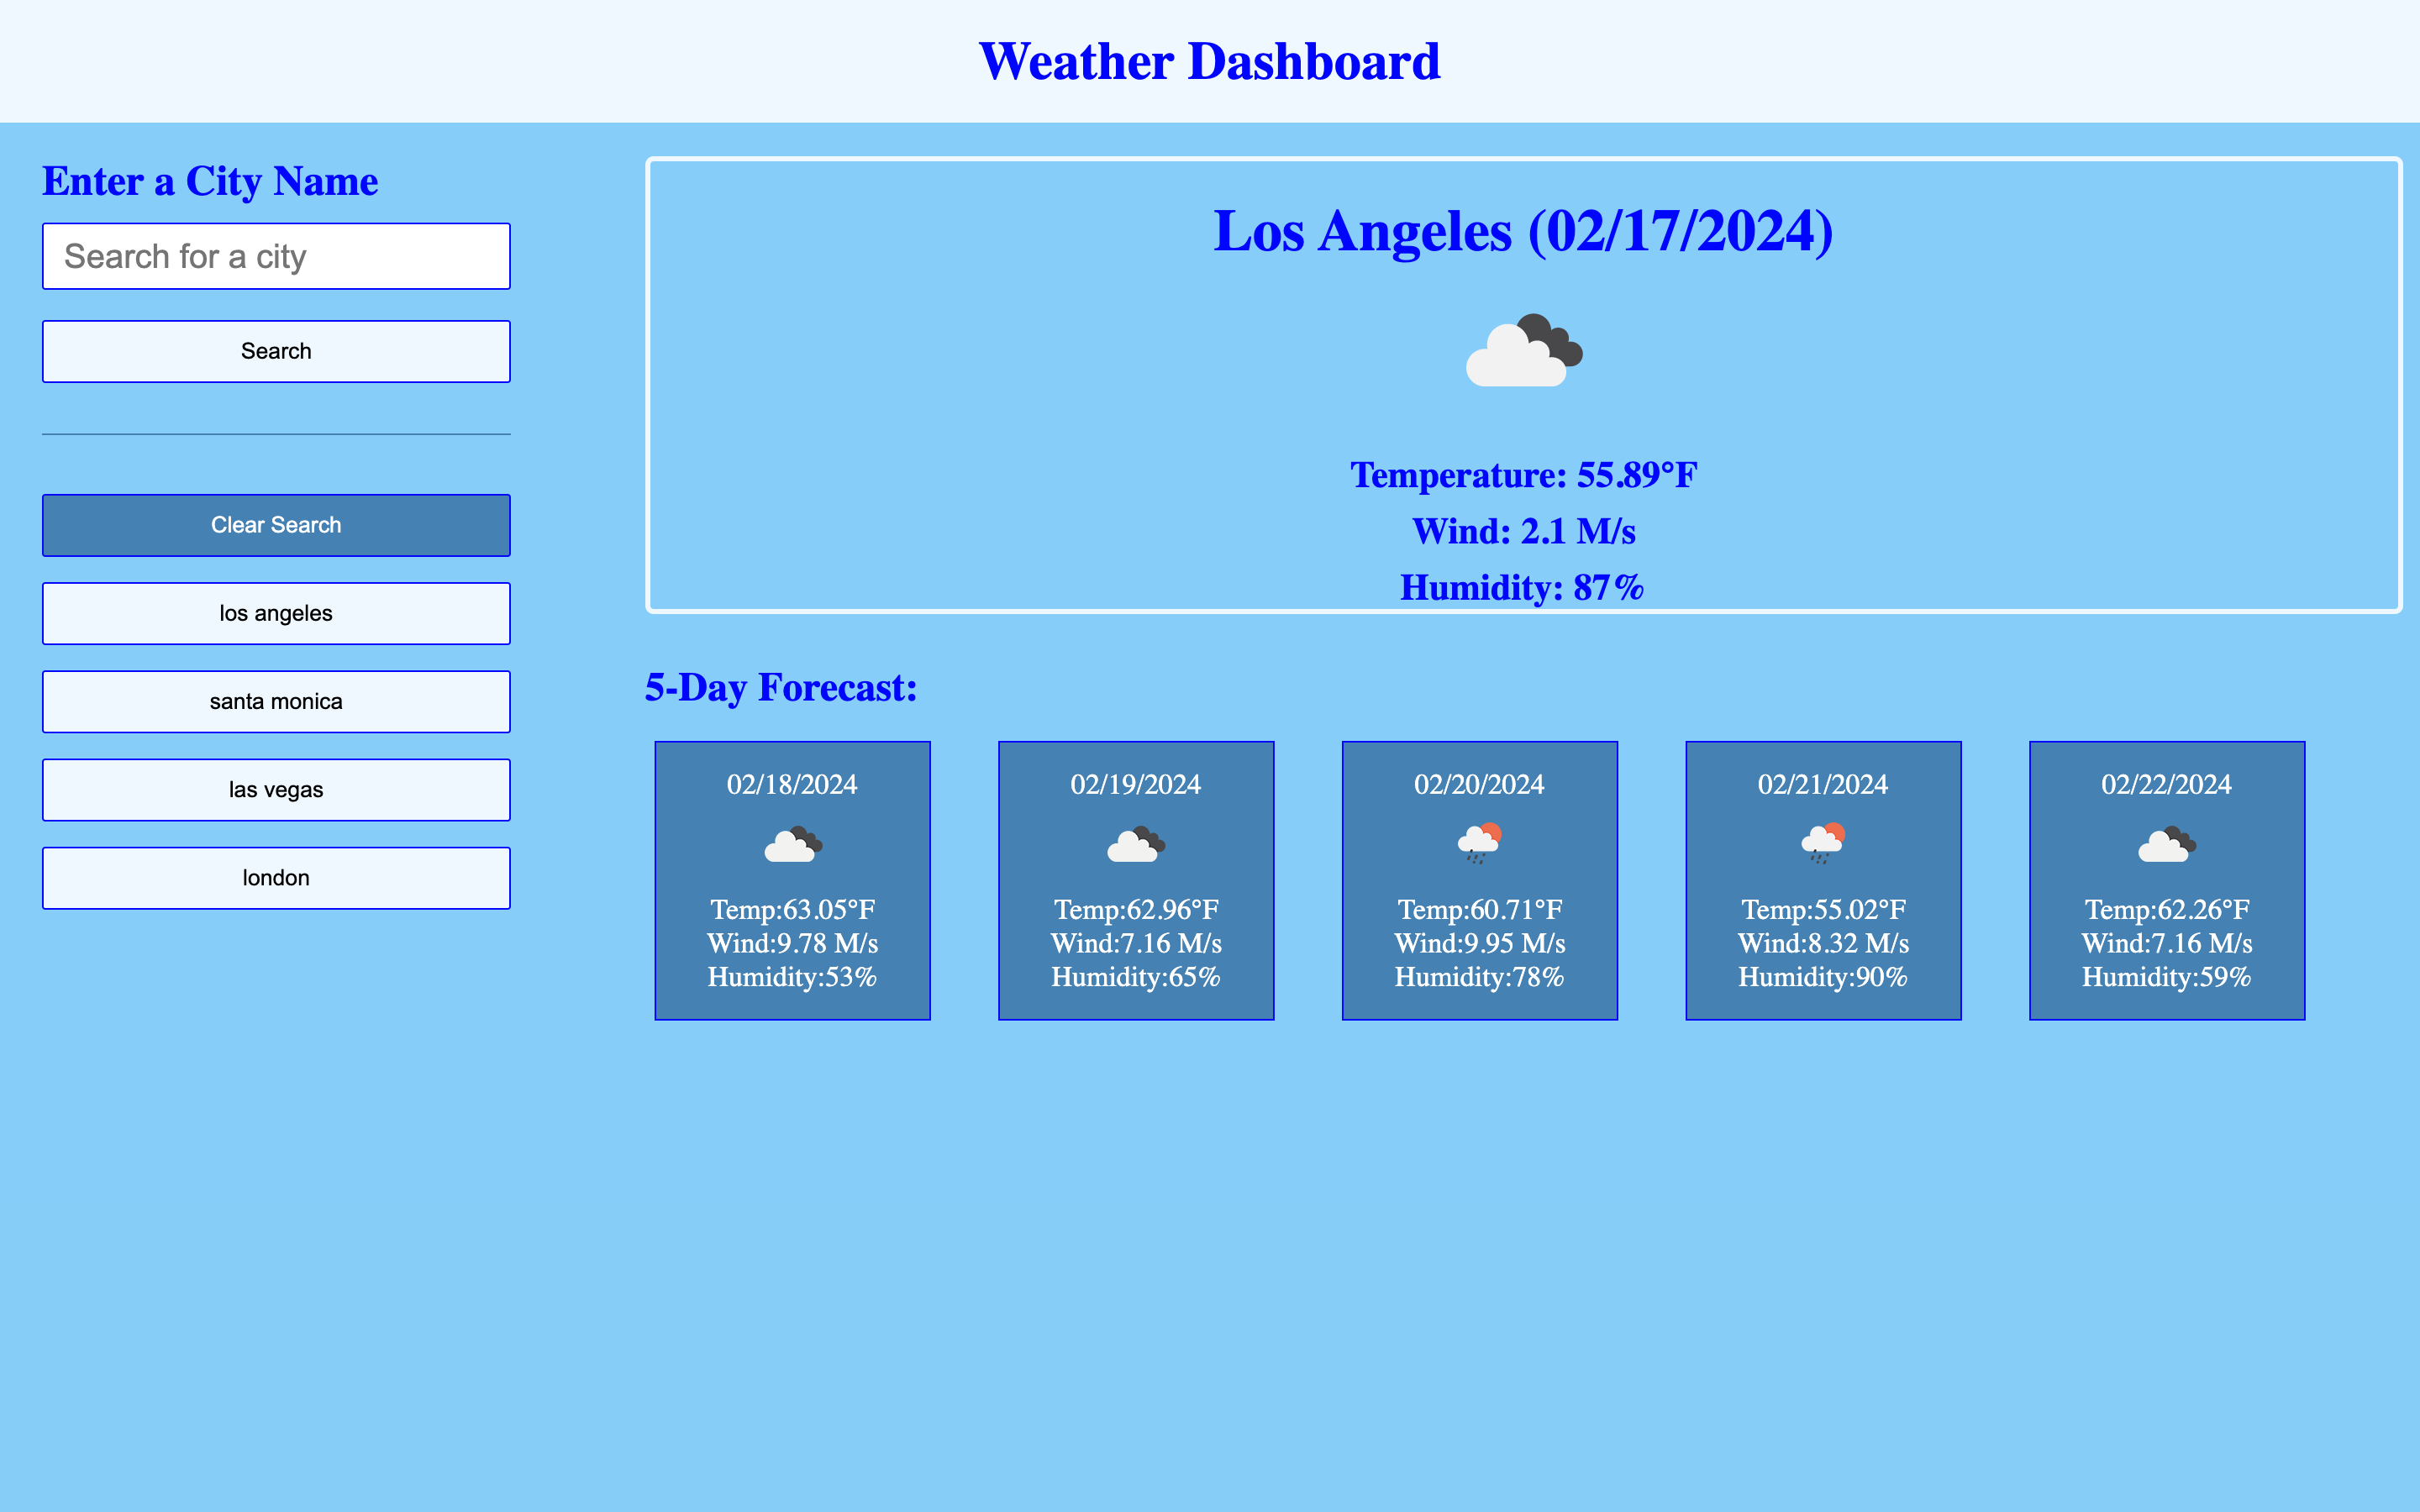 Weather Dashboard
Enter a City Name
Search for a city
Search
Clear Search
los angeles
santa monica
las vegas
london
Los Angeles (02/17/2024)
Temperature: 55.89°F
Wind: 2.1 M/s
Humidity: 87%
5-Day Forecast:
02/18/2024
Temp:63.05°F
Wind:9.78 M/s
Humidity:53%
02/19/2024
Temp:62.96°F
Wind:7.16 M/s
Humidity:65%
02/20/2024
Temp:60.71°F
Wind:9.95 M/s
Humidity:78%
02/21/2024
Temp:55.02°F
Wind:8.32 M/s
Humidity:90%
02/22/2024
Temp:62.26°F
Wind:7.16 M/s
Humidity:59%